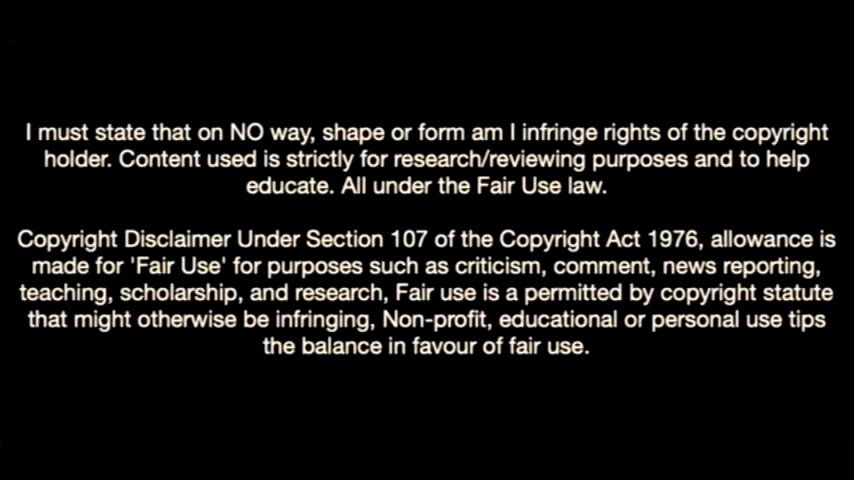 I must state that on NO way, shape or form am I infringe rights of the copyright
holder. Content used is strictly for research/reviewing purposes and to help
educate. All under the Fair Use law.
Copyright Disclaimer Under Section 107 of the Copyright Act 1976, allowance is
made for 'Fair Use' for purposes such as criticism, comment, news reporting,
teaching, scholarship, and research, Fair use is a permitted by copyright statute
that might otherwise be infringing, Non-profit, educational or personal use tips
the balance in favour of fair use.